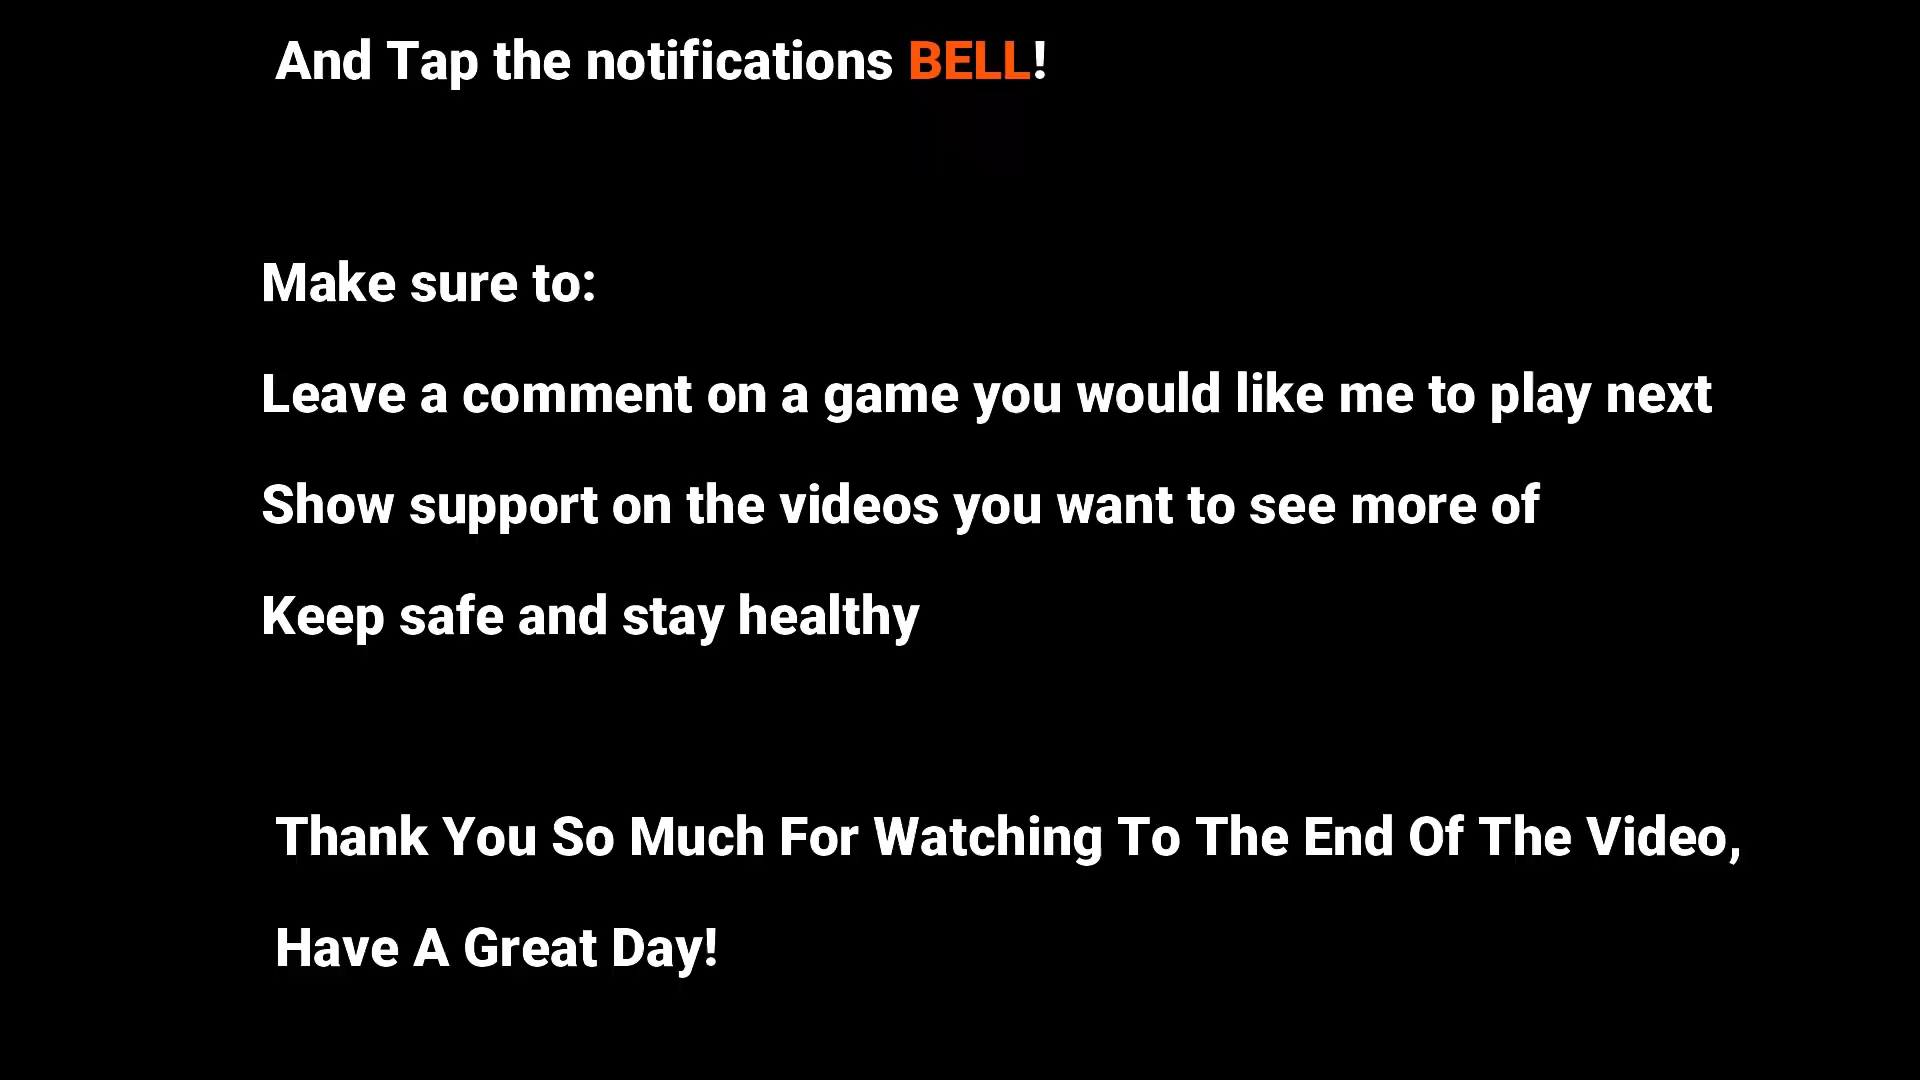 And Tap the notifications BELL!
Make sure to:
Leave a comment on a game you would like me to play next
Show support on the videos you want to see more of
Keep safe and stay healthy
Thank You So Much For Watching To The End Of The Video,
Have A Great Day!